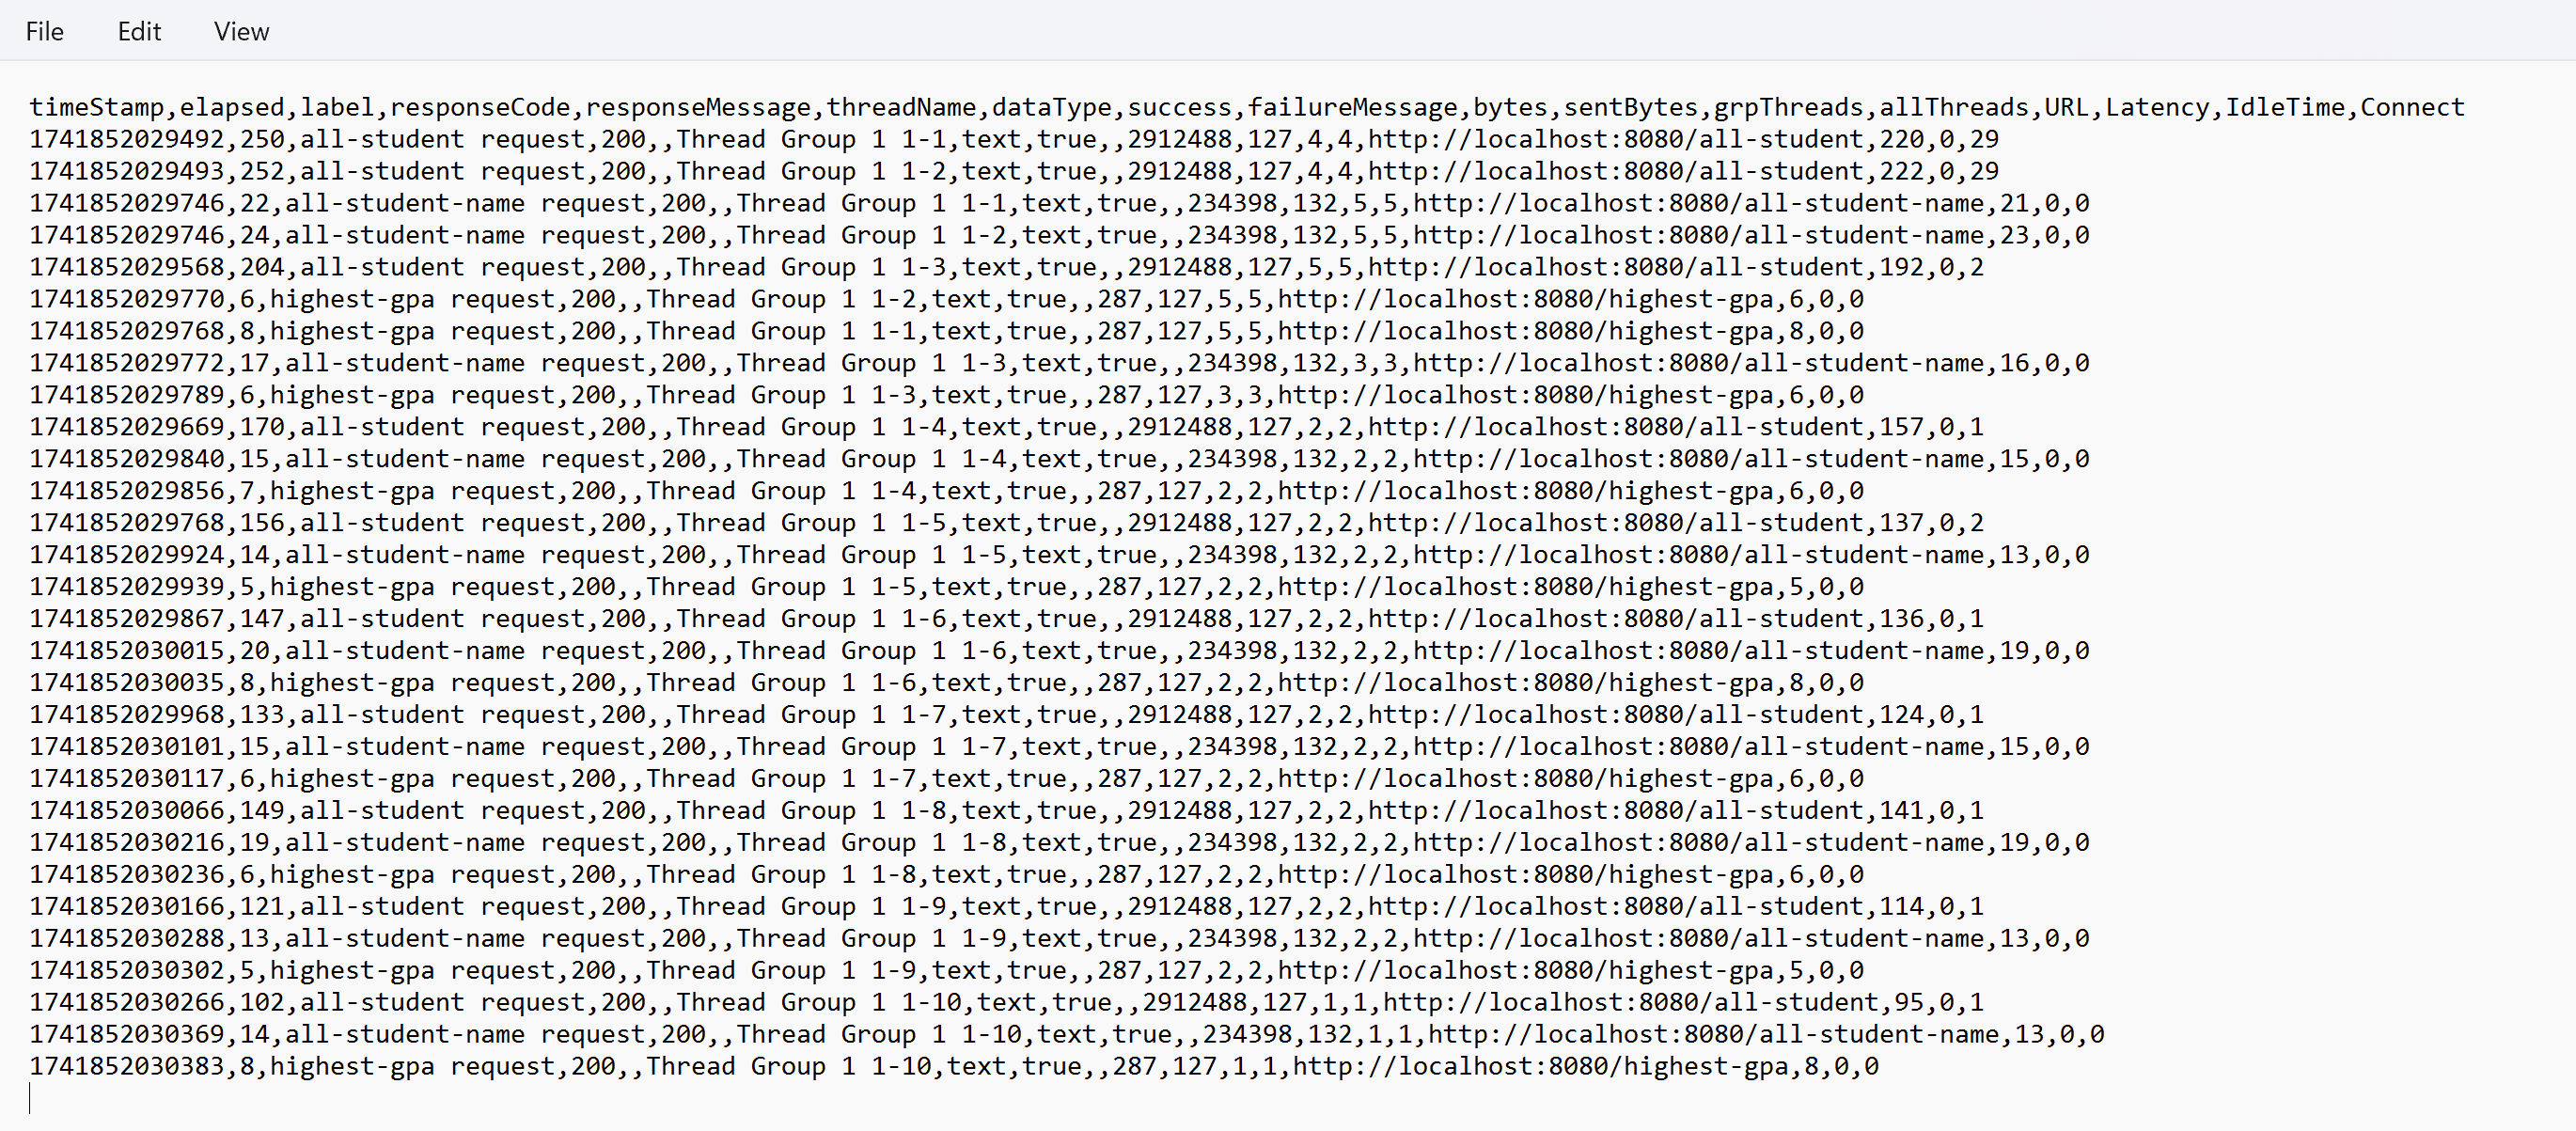 File Edit View
timeStamp,elapsed,label,responseCode,responseMessage,threadName,dataType,success,failureMessage,bytes,sentBytes,grpThreads,allThreads,URL,Latency,IdleTime,Connect
1741852029492,250,all-student request,200,,Thread Group 1 1-1,text,true,,2912488,127,4,4,http://localhost:8080/all-student,220,0,29
1741852029493,252,all-student request,200,,Thread Group 1 1-2,text,true,,2912488,127,4,4,http://localhost:8080/all-student,222,0,29
1741852029746,22,all-student-name request,200,,Thread Group 1 1-1,text,true,,234398,132,5,5,http://localhost:8080/all-student-name,21,0,0
1741852029746,24,all-student-name request,200,,Thread Group 1 1-2,text,true,,234398,132,5,5,http://localhost:8080/all-student-name,23,0,0
1741852029568,204,all-student request,200,,Thread Group 1 1-3,text,true,,2912488,127,5,5,http://localhost:8080/all-student,192,0,2
1741852029770,6,highest-gpa request,200,,Thread Group 1 1-2,text,true,,287,127,5,5,http://localhost:8080/highest-gpa,6,0,0
1741852029768,8,highest-gpa request,200,,Thread Group 1 1-1,text,true,,287,127,5,5,http://localhost:8080/highest-gpa,8,0,0
1741852029772,17,all-student-name request,200,,Thread Group 1 1-3,text,true,,234398,132,3,3,http://localhost:8080/all-student-name,16,0,0
1741852029789,6,highest-gpa request,200,,Thread Group 1 1-3,text,true,,287,127,3,3,http://localhost:8080/highest-gpa,6,0,0
1741852029669,170,all-student request,200,,Thread Group 1 1-4,text,true,,2912488,127,2,2,http://localhost:8080/all-student,157,0,1
1741852029840,15,all-student-name request,200,,Thread Group 1 1-4,text,true,,234398,132,2,2,http://localhost:8080/all-student-name,15,0,0
1741852029856,7,highest-gpa request,200,,Thread Group 1 1-4,text,true,,287,127,2,2,http://localhost:8080/highest-gpa,6,0,0
1741852029768,156,all-student request,200,,Thread Group 1 1-5,text,true,,2912488,127,2,2,http://localhost:8080/all-student,137,0,2
1741852029924,14,all-student-name request,200,,Thread Group 1 1-5,text,true,,234398,132,2,2,http://localhost:8080/all-student-name,13,0,0
1741852029939,5,highest-gpa request,200,,Thread Group 1 1-5,text,true,,287,127,2,2,http://localhost:8080/highest-gpa,5,0,0
1741852029867,147,all-student request,200,,Thread Group 1 1-6,text,true,,2912488,127,2,2,http://localhost:8080/all-student,136,0,1
1741852030015,20,all-student-name request,200,,Thread Group 1 1-6,text,true,,234398,132,2,2,http://localhost:8080/all-student-name,19,0,0
1741852030035,8,highest-gpa request,200,,Thread Group 1 1-6,text,true,,287,127,2,2,http://localhost:8080/highest-gpa,8,0,0
1741852029968,133,all-student request,200,,Thread Group 1 1-7,text,true,,2912488,127,2,2,http://localhost:8080/all-student,124,0,1
1741852030101,15,all-student-name request,200,,Thread Group 1 1-7,text,true,,234398,132,2,2,http://localhost:8080/all-student-name,15,0,0
1741852030117,6,highest-gpa request,200,,Thread Group 1 1-7,text,true,,287,127,2,2,http://localhost:8080/highest-gpa,6,0,0
1741852030066,149,all-student request,200,,Thread Group 1 1-8,text,true,,2912488,127,2,2,http://localhost:8080/all-student,141,0,1
1741852030216,19,all-student-name request,200,,Thread Group 1 1-8,text,true,,234398,132,2,2,http://localhost:8080/all-student-name,19,0,0
1741852030236,6,highest-gpa request,200,,Thread Group 1 1-8,text,true,,287,127,2,2,http://localhost:8080/highest-gpa,6,0,0
1741852030166,121,all-student request,200,,Thread Group 1 1-9,text,true,,2912488,127,2,2,http://localhost:8080/all-student,114,0,1
1741852030288,13,all-student-name request,200,,Thread Group 1 1-9,text,true,,234398,132,2,2,http://localhost:8080/all-student-name,13,0,0
1741852030302,5,highest-gpa request,200,,Thread Group 1 1-9,text,true,,287,127,2,2,http://localhost:8080/highest-gpa,5,0,0
1741852030266,102,all-student request,200,,Thread Group 1 1-10,text,true,,2912488,127,1,1,http://localhost:8080/all-student,95,0,1
1741852030369,14,all-student-name request,200,,Thread Group 1 1-10,text,true,,234398,132,1,1,http://localhost:8080/all-student-name,13,0,0
1741852030383,8,highest-gpa request,200,,Thread Group 1 1-10,text,true,,287,127,1,1,http://localhost:8080/highest-gpa,8,0,0